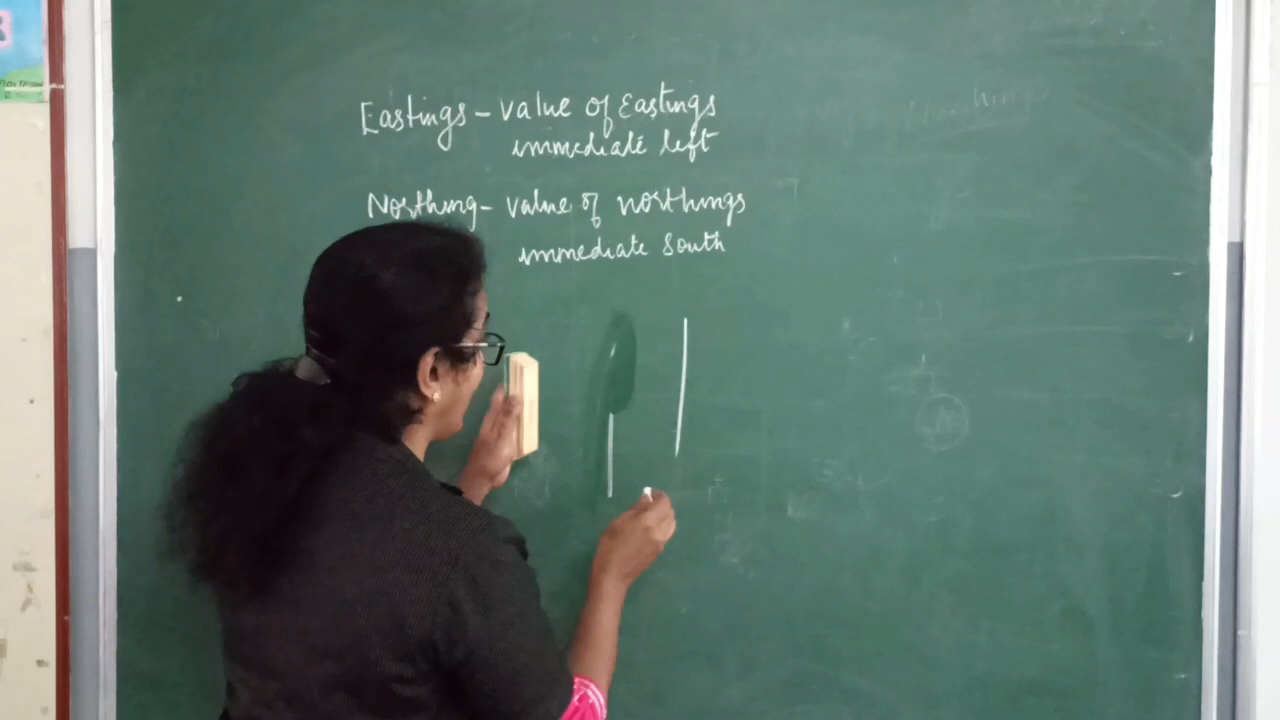 Eastings - value of Eastings
immediate left
Northing - value of northings
immediate south